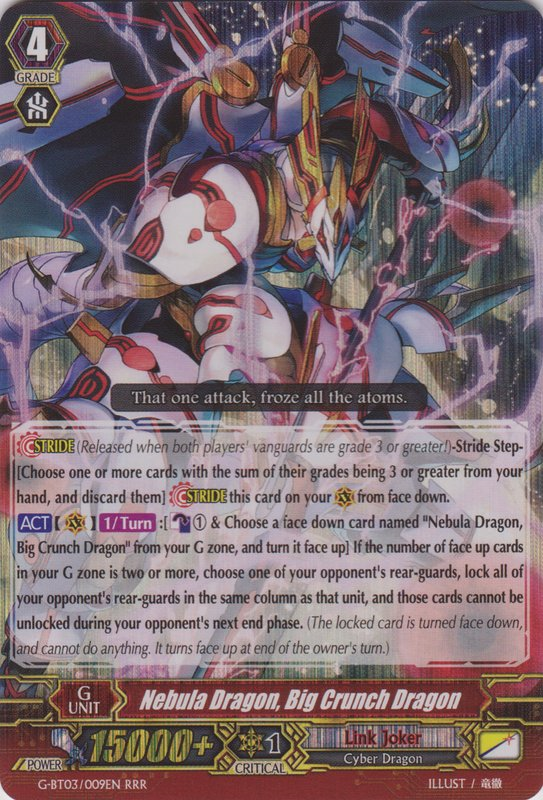 4
GRADE
That one attack, froze all the atoms.
STRIDE (Released when both players' vanguards are grade 3 or greater!)-Stride Step-
[Choose one or more cards with the sum of their grades being 3 or greater from your
hand, and discard them] STRIDE this card on your from face down.
ACT【 】1/Turn :[ ① & Choose a face down card named "Nebula Dragon,
Big Crunch Dragon" from your G zone, and turn it face up] If the number of face up cards
in your G zone is two or more, choose one of your opponent's rear-guards, lock all of
your opponent's rear-guards in the same column as that unit, and those cards cannot be
unlocked during your opponent's next end phase. (The locked card is turned face down,
and cannot do anything. It turns face up at end of the owner's turn.)
G
UNIT
Nebula Dragon, Big Crunch Dragon
POWER 15000+
1
CRITICAL
Link Joker
Cyber Dragon
G-BT03/009EN RRR
ILLUST / 竜徹